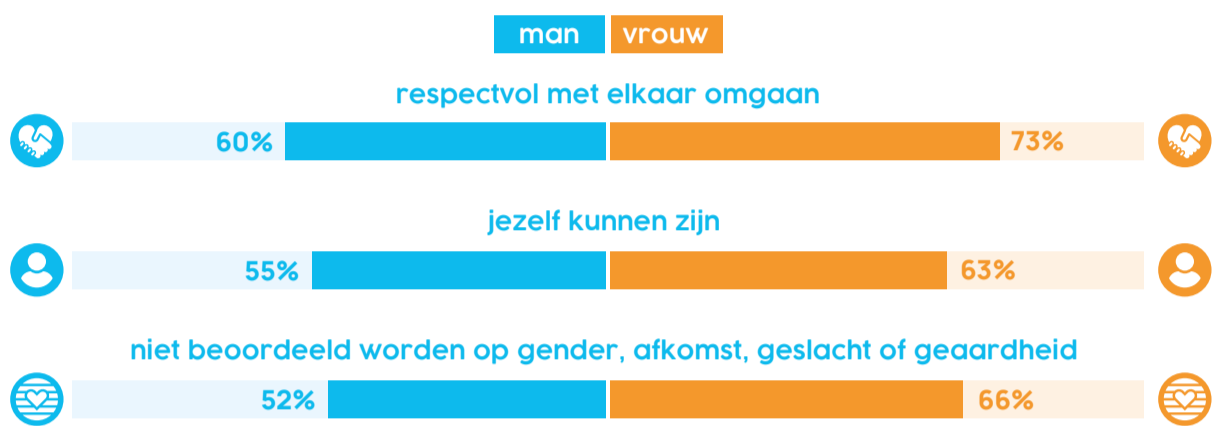 man vrouw
respectvol met elkaar omgaan
60% 73%
jezelf kunnen zijn
55% 63%
niet beoordeeld worden op gender, afkomst, geslacht of geaardheid
52% 66%